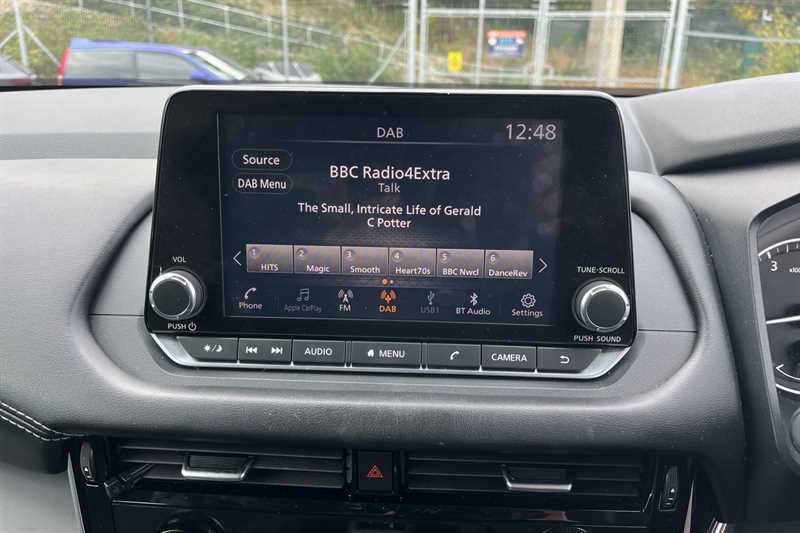 DAB
12:48
Source
DAB Menu
BBC Radio4Extra
Talk
The Small, Intricate Life of Gerald
C Potter
1 HITS
2 Magic
3 Smooth
4 Heart70s
5 BBC Nwcl
6 DanceRev
Phone
Apple CarPlay
FM
DAB
USB1
BT Audio
Settings
VOL
PUSH
TUNE·SCROLL
PUSH SOUND
AUDIO
MENU
CAMERA
3